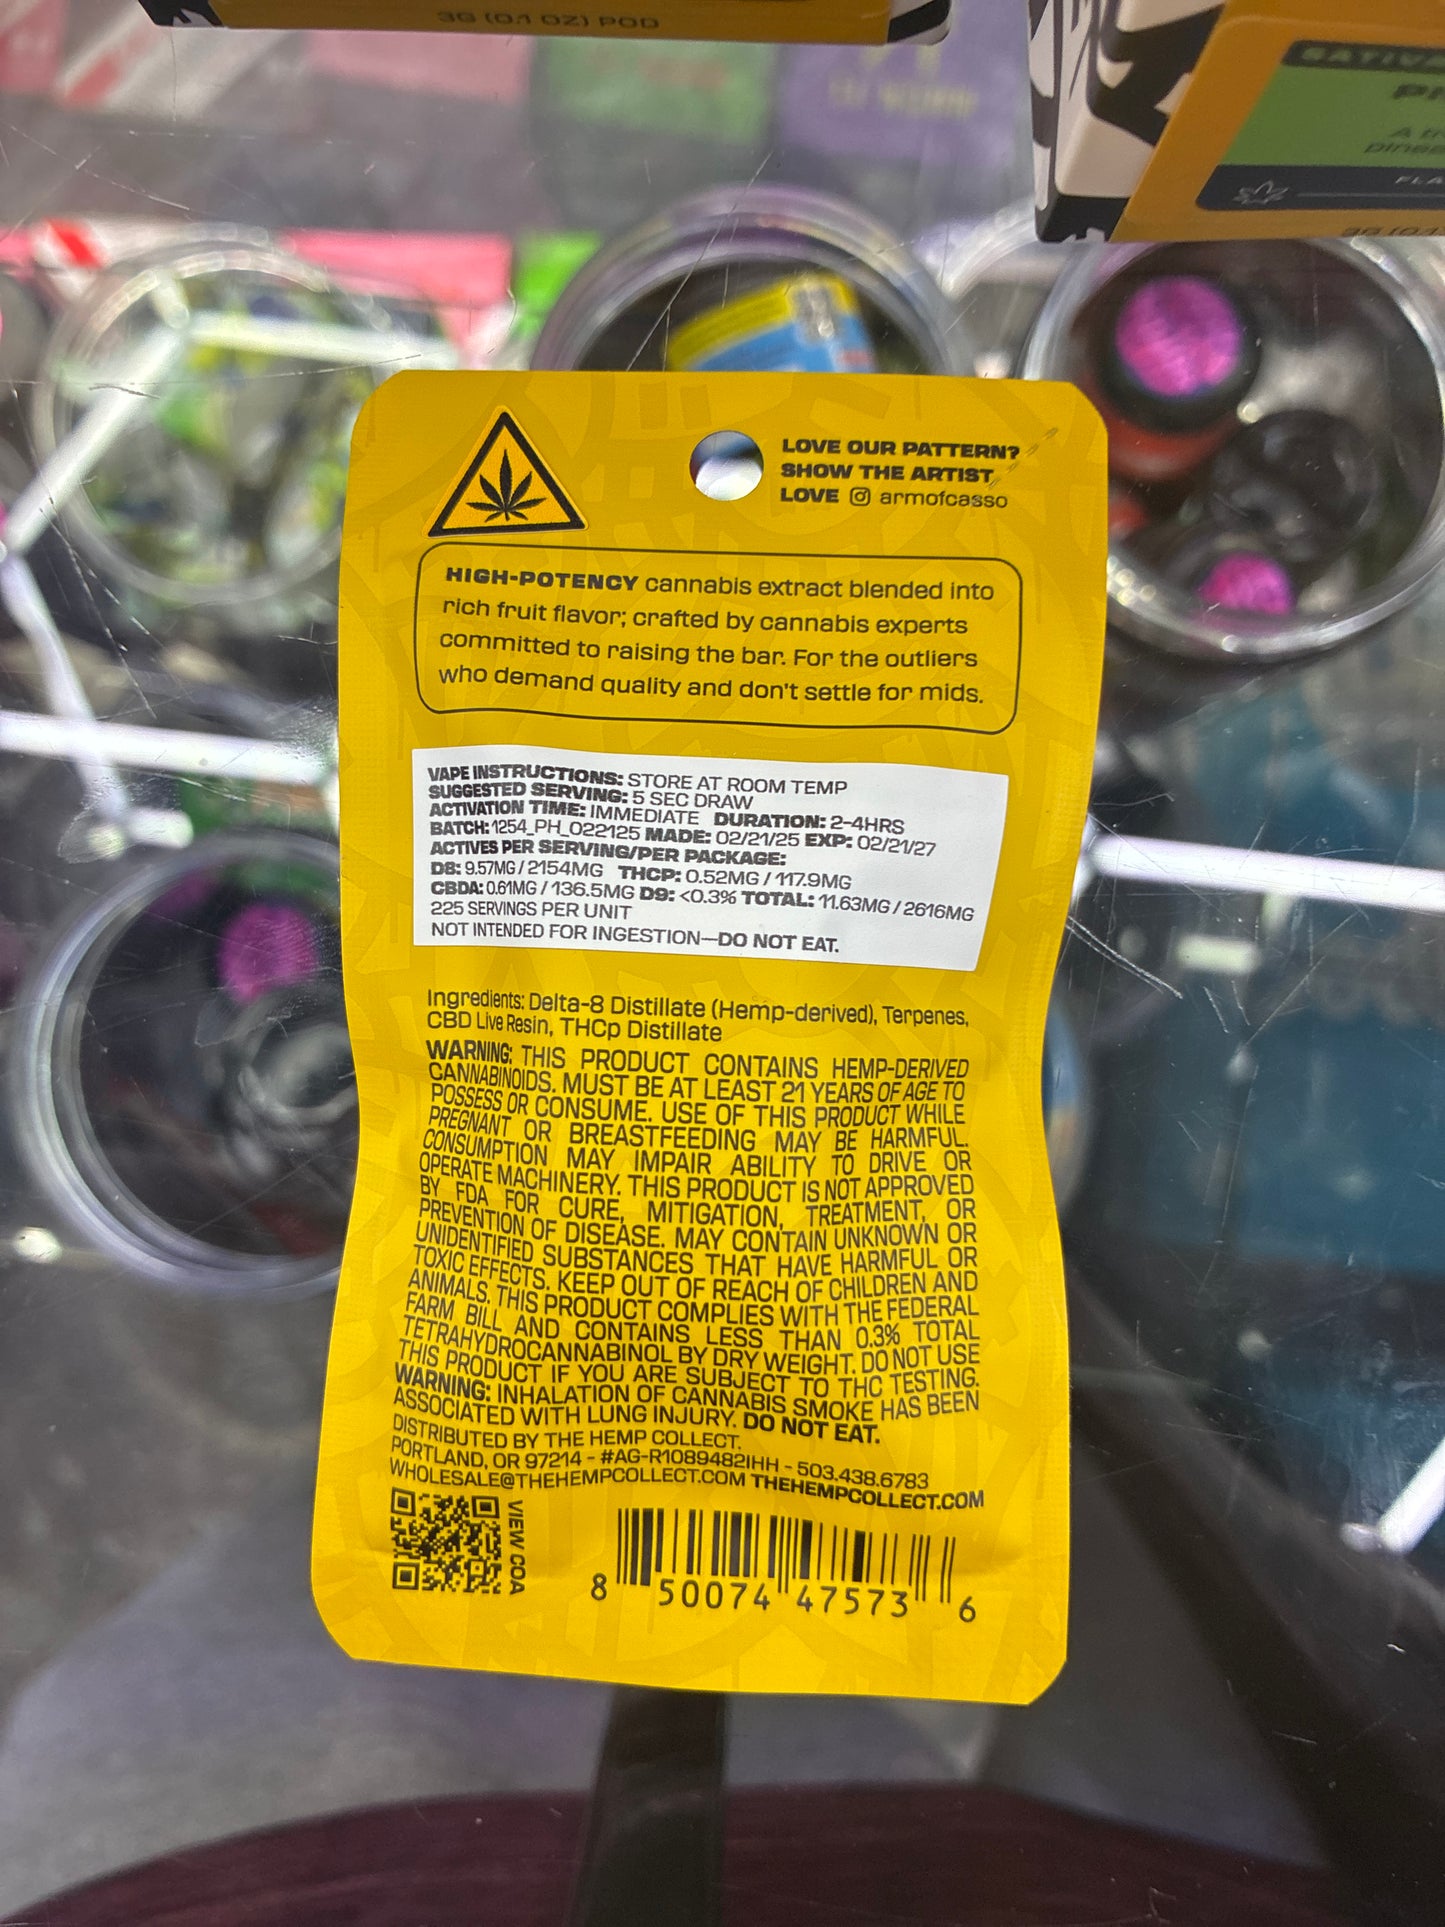 3G (0.1 OZ) POD
SATIVA
LOVE OUR PATTERN?
SHOW THE ARTIST
LOVE armofcasso
HIGH-POTENCY cannabis extract blended into
rich fruit flavor; crafted by cannabis experts
committed to raising the bar. For the outliers
who demand quality and don't settle for mids.
VAPE INSTRUCTIONS: STORE AT ROOM TEMP
SUGGESTED SERVING: 5 SEC DRAW
ACTIVATION TIME: IMMEDIATE DURATION: 2-4HRS
BATCH: 1254_PH_022125 MADE: 02/21/25 EXP: 02/21/27
ACTIVES PER SERVING/PER PACKAGE:
D8: 9.57MG / 2154MG THCP: 0.52MG / 117.9MG
CBDA: 0.61MG / 136.5MG D9: <0.3% TOTAL: 11.63MG / 2616MG
225 SERVINGS PER UNIT
NOT INTENDED FOR INGESTION—DO NOT EAT.
Ingredients: Delta-8 Distillate (Hemp-derived), Terpenes,
CBD Live Resin, THCp Distillate
WARNING: THIS PRODUCT CONTAINS HEMP-DERIVED
CANNABINOIDS. MUST BE AT LEAST 21 YEARS OF AGE TO
POSSESS OR CONSUME. USE OF THIS PRODUCT WHILE
PREGNANT OR BREASTFEEDING MAY BE HARMFUL.
CONSUMPTION MAY IMPAIR ABILITY TO DRIVE OR
OPERATE MACHINERY. THIS PRODUCT IS NOT APPROVED
BY FDA FOR CURE, MITIGATION, TREATMENT, OR
PREVENTION OF DISEASE. MAY CONTAIN UNKNOWN OR
UNIDENTIFIED SUBSTANCES THAT HAVE HARMFUL OR
TOXIC EFFECTS. KEEP OUT OF REACH OF CHILDREN AND
ANIMALS. THIS PRODUCT COMPLIES WITH THE FEDERAL
FARM BILL AND CONTAINS LESS THAN 0.3% TOTAL
TETRAHYDROCANNABINOL BY DRY WEIGHT. DO NOT USE
THIS PRODUCT IF YOU ARE SUBJECT TO THC TESTING.
WARNING: INHALATION OF CANNABIS SMOKE HAS BEEN
ASSOCIATED WITH LUNG INJURY. DO NOT EAT.
DISTRIBUTED BY THE HEMP COLLECT.
PORTLAND, OR 97214 - #AG-R1089482IHH - 503.438.6783
WHOLESALE@THEHEMPCOLLECT.COM THEHEMPCOLLECT.COM
VIEW COA
8 50074 47573 6